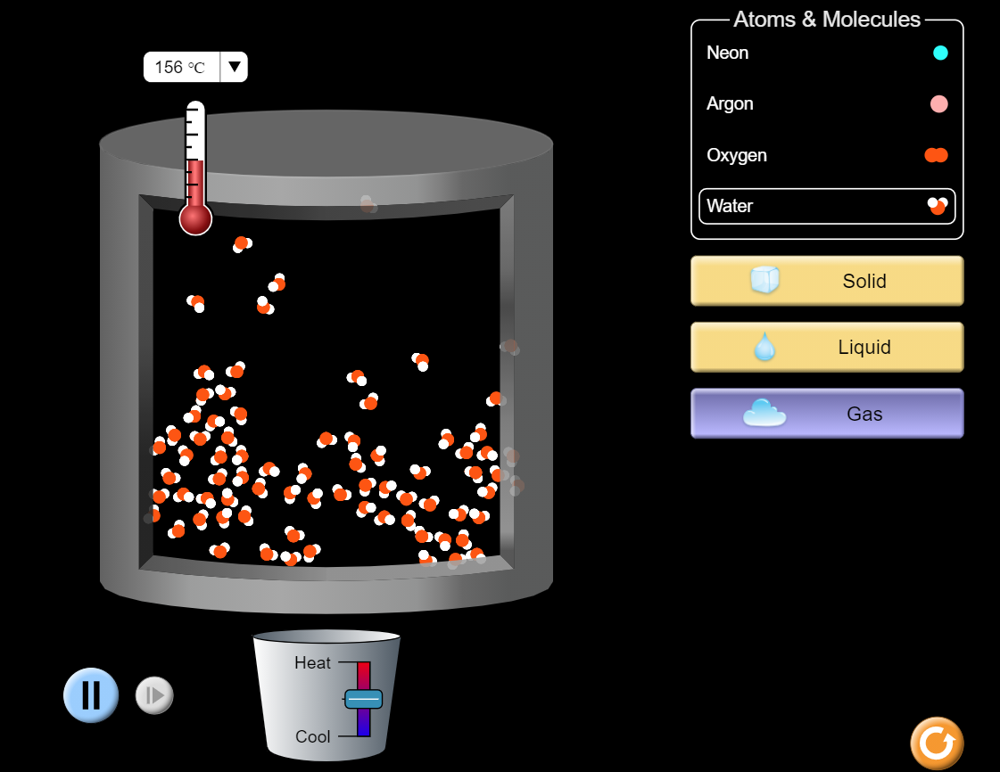 Atoms & Molecules
156 °C
Neon
Argon
Oxygen
Water
Solid
Liquid
Gas
Heat
Cool